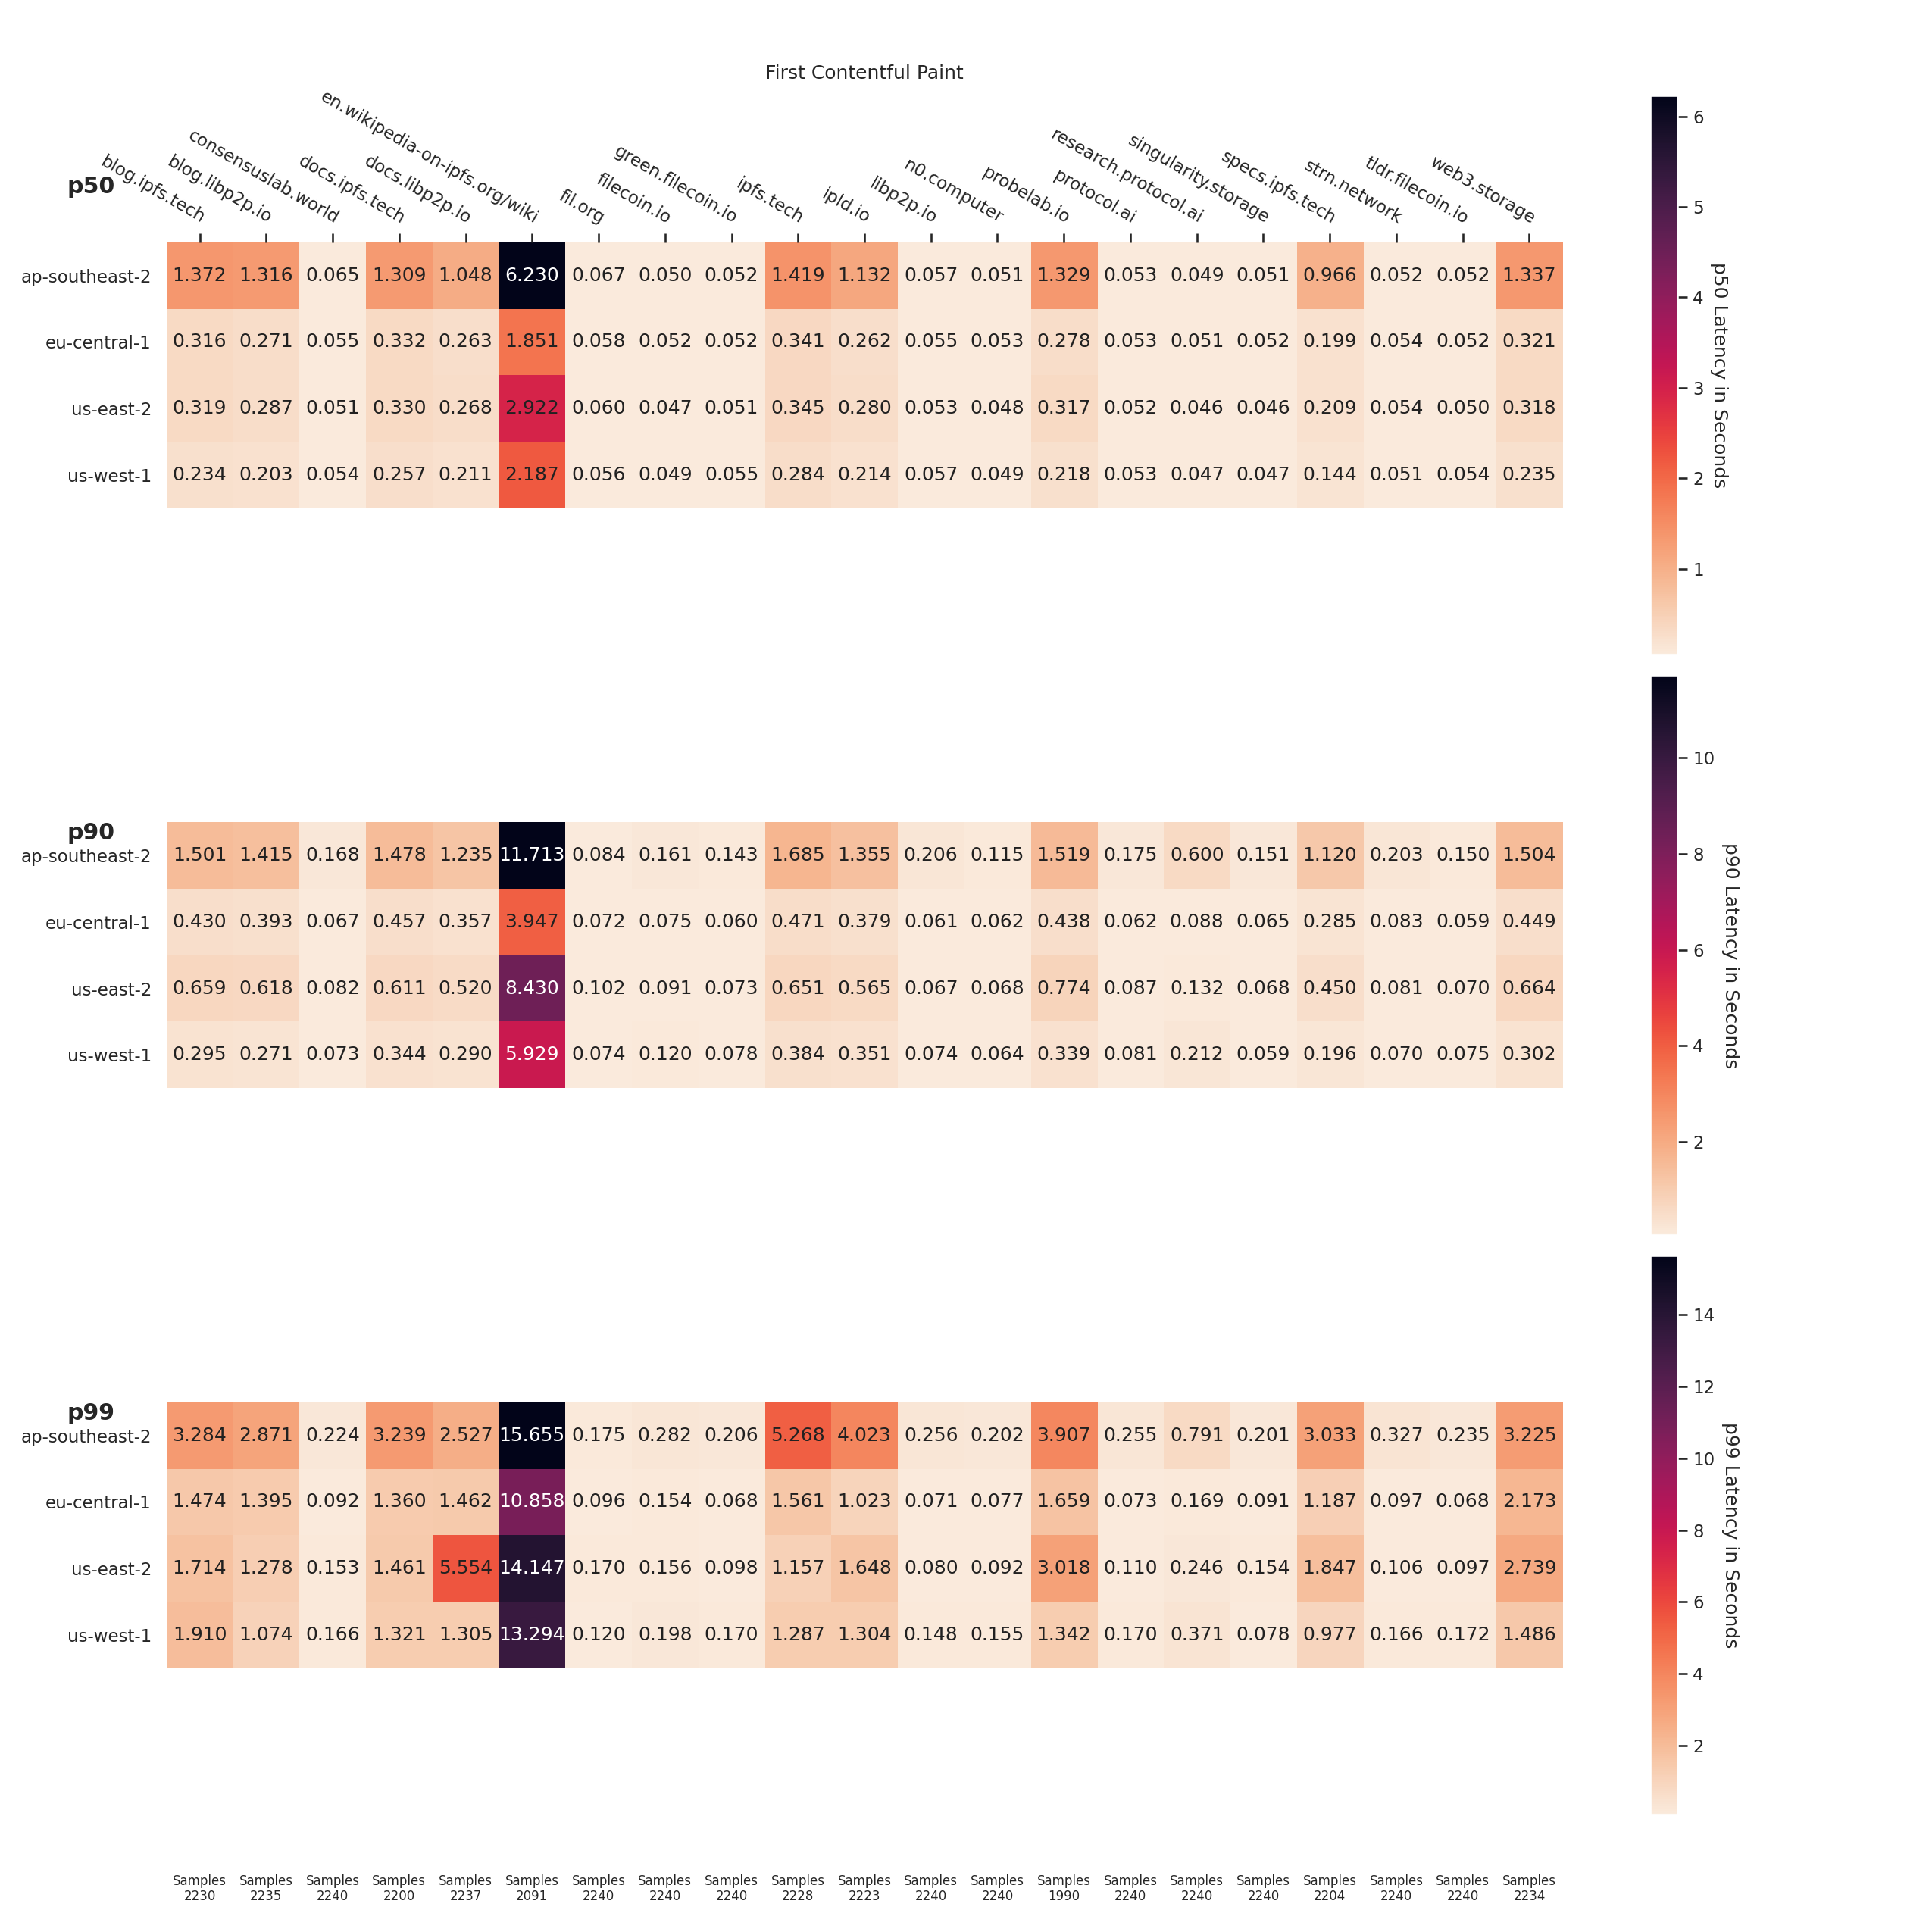 First Contentful Paint
p50
blog.ipfs.tech
blog.libp2p.io
consensuslab.world
docs.ipfs.tech
docs.libp2p.io
en.wikipedia-on-ipfs.org/wiki
fil.org
filecoin.io
green.filecoin.io
ipfs.tech
ipld.io
libp2p.io
n0.computer
probelab.io
protocol.ai
research.protocol.ai
singularity.storage
specs.ipfs.tech
strn.network
tldr.filecoin.io
web3.storage
ap-southeast-2 1.372 1.316 0.065 1.309 1.048 6.230 0.067 0.050 0.052 1.419 1.132 0.057 0.051 1.329 0.053 0.049 0.051 0.966 0.052 0.052 1.337
eu-central-1 0.316 0.271 0.055 0.332 0.263 1.851 0.058 0.052 0.052 0.341 0.262 0.055 0.053 0.278 0.053 0.051 0.052 0.199 0.054 0.052 0.321
us-east-2 0.319 0.287 0.051 0.330 0.268 2.922 0.060 0.047 0.051 0.345 0.280 0.053 0.048 0.317 0.052 0.046 0.046 0.209 0.054 0.050 0.318
us-west-1 0.234 0.203 0.054 0.257 0.211 2.187 0.056 0.049 0.055 0.284 0.214 0.057 0.049 0.218 0.053 0.047 0.047 0.144 0.051 0.054 0.235
6
5
4
3
2
1
p50 Latency in Seconds
p90
ap-southeast-2 1.501 1.415 0.168 1.478 1.235 11.713 0.084 0.161 0.143 1.685 1.355 0.206 0.115 1.519 0.175 0.600 0.151 1.120 0.203 0.150 1.504
eu-central-1 0.430 0.393 0.067 0.457 0.357 3.947 0.072 0.075 0.060 0.471 0.379 0.061 0.062 0.438 0.062 0.088 0.065 0.285 0.083 0.059 0.449
us-east-2 0.659 0.618 0.082 0.611 0.520 8.430 0.102 0.091 0.073 0.651 0.565 0.067 0.068 0.774 0.087 0.132 0.068 0.450 0.081 0.070 0.664
us-west-1 0.295 0.271 0.073 0.344 0.290 5.929 0.074 0.120 0.078 0.384 0.351 0.074 0.064 0.339 0.081 0.212 0.059 0.196 0.070 0.075 0.302
10
8
6
4
2
p90 Latency in Seconds
p99
ap-southeast-2 3.284 2.871 0.224 3.239 2.527 15.655 0.175 0.282 0.206 5.268 4.023 0.256 0.202 3.907 0.255 0.791 0.201 3.033 0.327 0.235 3.225
eu-central-1 1.474 1.395 0.092 1.360 1.462 10.858 0.096 0.154 0.068 1.561 1.023 0.071 0.077 1.659 0.073 0.169 0.091 1.187 0.097 0.068 2.173
us-east-2 1.714 1.278 0.153 1.461 5.554 14.147 0.170 0.156 0.098 1.157 1.648 0.080 0.092 3.018 0.110 0.246 0.154 1.847 0.106 0.097 2.739
us-west-1 1.910 1.074 0.166 1.321 1.305 13.294 0.120 0.198 0.170 1.287 1.304 0.148 0.155 1.342 0.170 0.371 0.078 0.977 0.166 0.172 1.486
14
12
10
8
6
4
2
p99 Latency in Seconds
Samples Samples Samples Samples Samples Samples Samples Samples Samples Samples Samples Samples Samples Samples Samples Samples Samples Samples Samples Samples Samples
2230 2235 2240 2200 2237 2091 2240 2240 2240 2228 2223 2240 2240 1990 2240 2240 2240 2204 2240 2240 2234